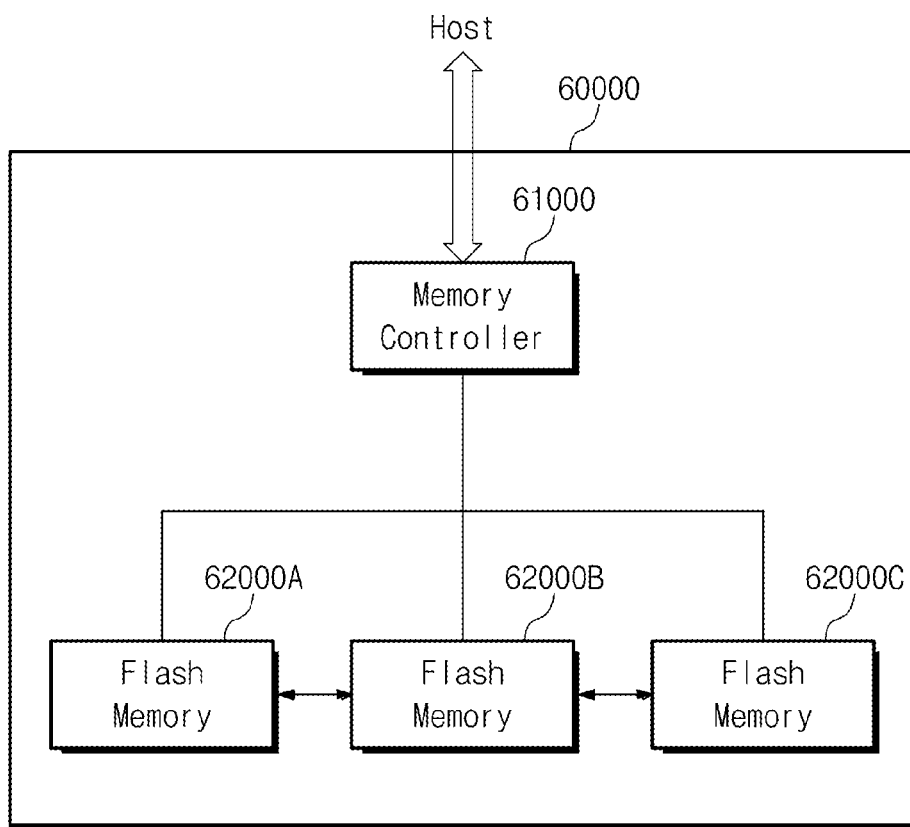 Host
60000
61000
Memory
Controller
62000A
62000B
62000C
Flash
Memory
Flash
Memory
Flash
Memory